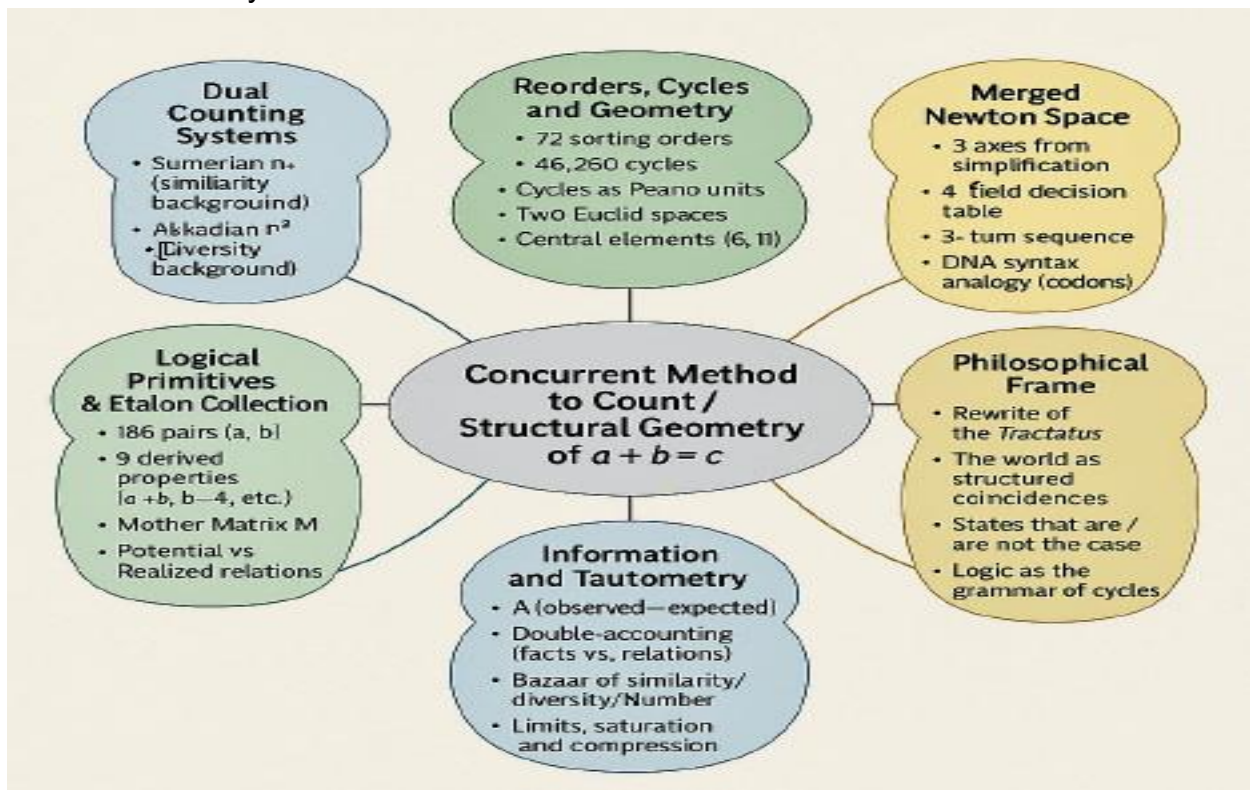 Dual
Counting
Systems
• Sumerian n₊
(similiarity
backgrouind)
• Akkadian n²
• [Diversity
background)
Reorders, Cycles
and Geometry
• 72 sorting orders
• 46,260 cycles
• Cycles as Peano units
• Two Euclid spaces
• Central elements (6, 11)
Merged
Newton Space
• 3 axes from
simplification
• 4 field decision
table
• 3- tum sequence
• DNA syntax
analogy (codons)
Logical
Primitives
& Etalon Collection
• 186 pairs (a, b)
• 9 derived
properties
(a +b, b—4, etc.)
• Mother Matrix M
• Potential vs
Realized relations
Concurrent Method
to Count /
Structural Geometry
of a + b = c
Philosophical
Frame
• Rewrite of
the Tractatus
• The world as
structured
coincidences
• States that are /
are not the case
• Logic as the
grammar of cycles
Information
and Tautometry
• A (observed—expected)
• Double-accounting
(facts vs, relations)
• Bazaar of similarity/
diversity/Number
• Limits, saturation
and compression